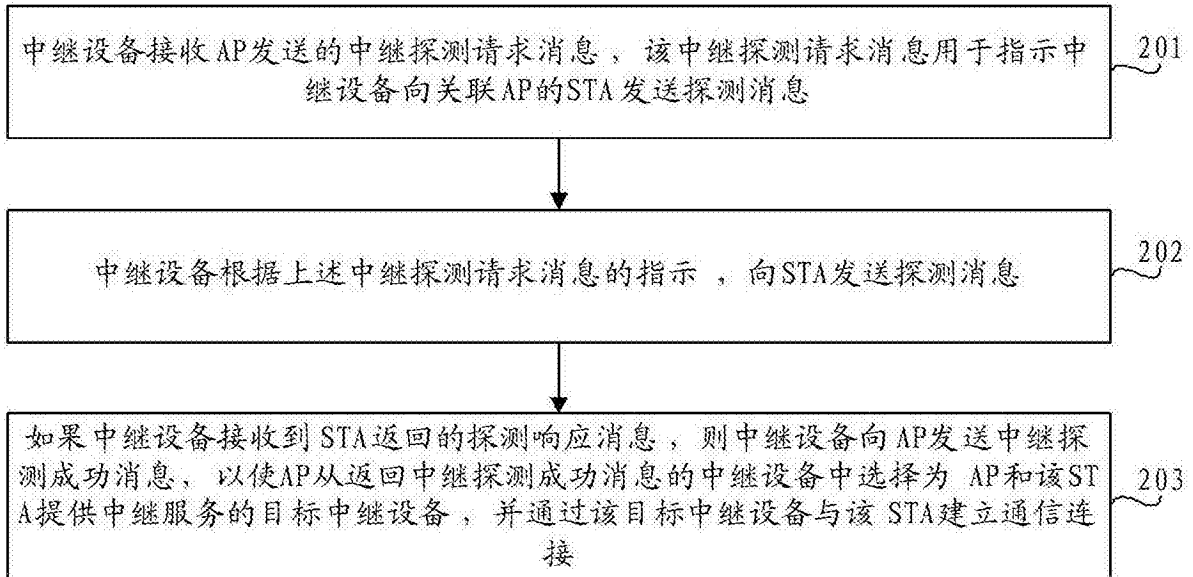 中继设备接收AP发送的中继探测请求消息，该中继探测请求消息用于指示中
继设备向关联AP的STA发送探测消息
201
中继设备根据上述中继探测请求消息的指示，向STA发送探测消息
202
如果中继设备接收到STA返回的探测响应消息，则中继设备向AP发送中继探
测成功消息，以使AP从返回中继探测成功消息的中继设备中选择为 AP和该ST
A提供中继服务的目标中继设备，并通过该目标中继设备与该STA建立通信连
接
203